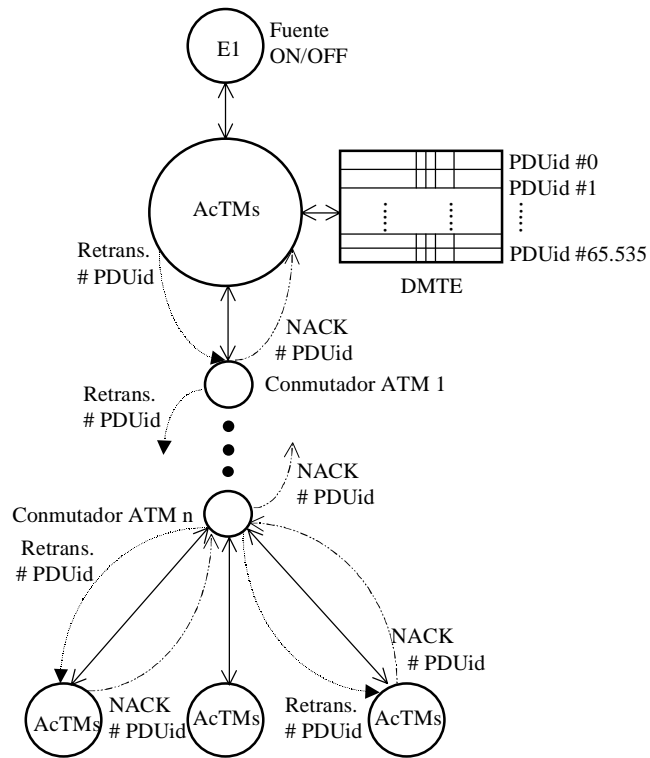 E1
Fuente
ON/OFF
AcTMs
PDUid #0
PDUid #1
PDUid #65.535
DMTE
Retrans.
# PDUid
NACK
# PDUid
Conmutador ATM 1
Retrans.
# PDUid
NACK
# PDUid
Conmutador ATM n
Retrans.
# PDUid
NACK
# PDUid
AcTMs
NACK
# PDUid
AcTMs
Retrans.
# PDUid
AcTMs